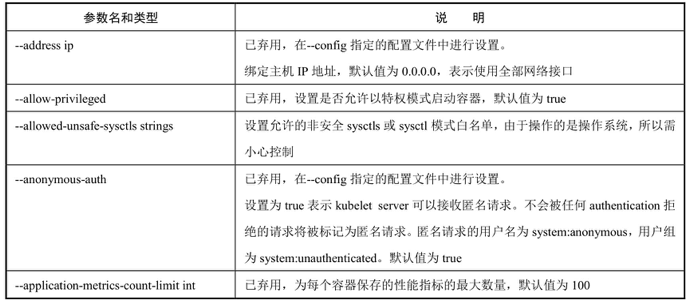 参数名和类型 说 明
--address ip 已弃用，在--config 指定的配置文件中进行设置。
绑定主机 IP 地址，默认值为 0.0.0.0，表示使用全部网络接口
--allow-privileged 已弃用，设置是否允许以特权模式启动容器，默认值为 true
--allowed-unsafe-sysctls strings 设置允许的非安全 sysctls 或 sysctl 模式白名单，由于操作的是操作系统，所以需
小心控制
--anonymous-auth 已弃用，在--config 指定的配置文件中进行设置。
设置为 true 表示 kubelet server 可以接收匿名请求。不会被任何 authentication 拒
绝的请求将被标记为匿名请求。匿名请求的用户名为 system:anonymous，用户组
为 system:unauthenticated。默认值为 true
--application-metrics-count-limit int 已弃用，为每个容器保存的性能指标的最大数量，默认值为 100